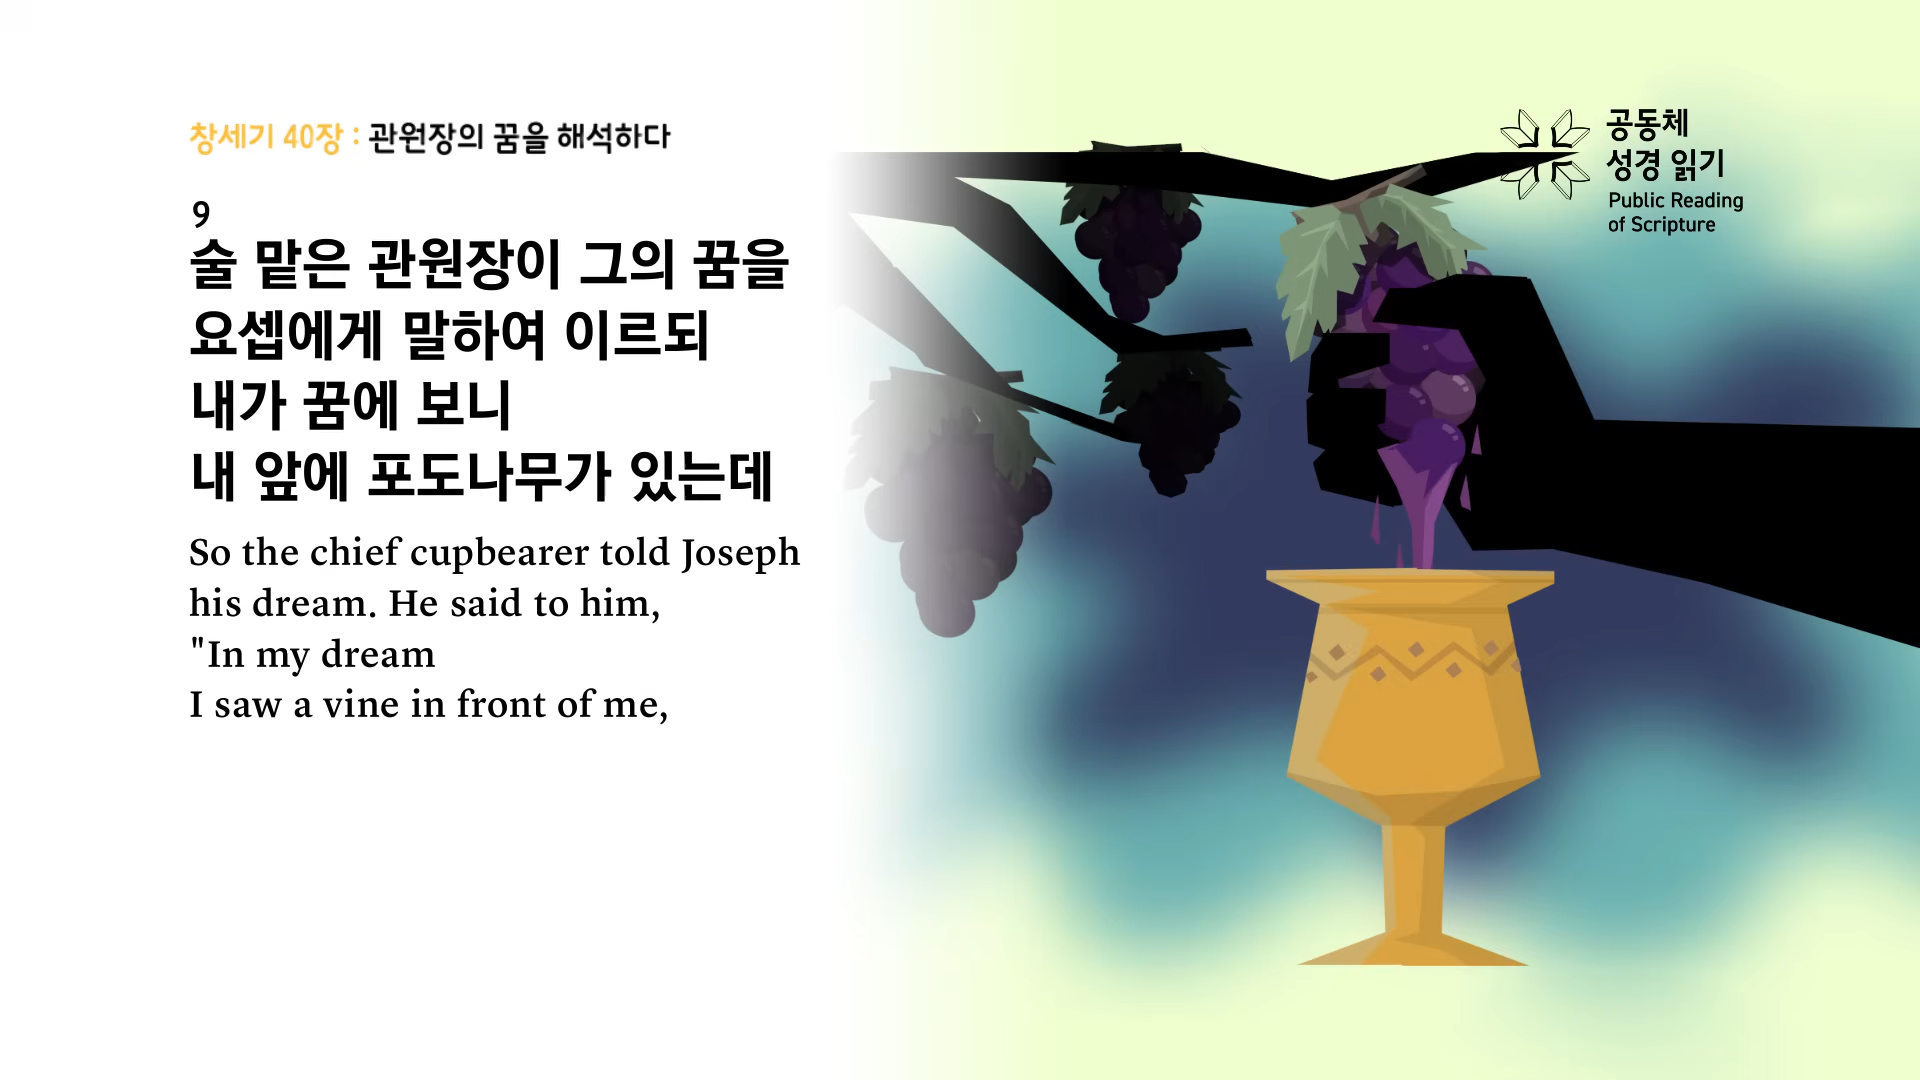 창세기 40장 : 관원장의 꿈을 해석하다
9
술 맡은 관원장이 그의 꿈을
요셉에게 말하여 이르되
내가 꿈에 보니
내 앞에 포도나무가 있는데
So the chief cupbearer told Joseph
his dream. He said to him,
"In my dream
I saw a vine in front of me,
공동체
성경 읽기
Public Reading
of Scripture